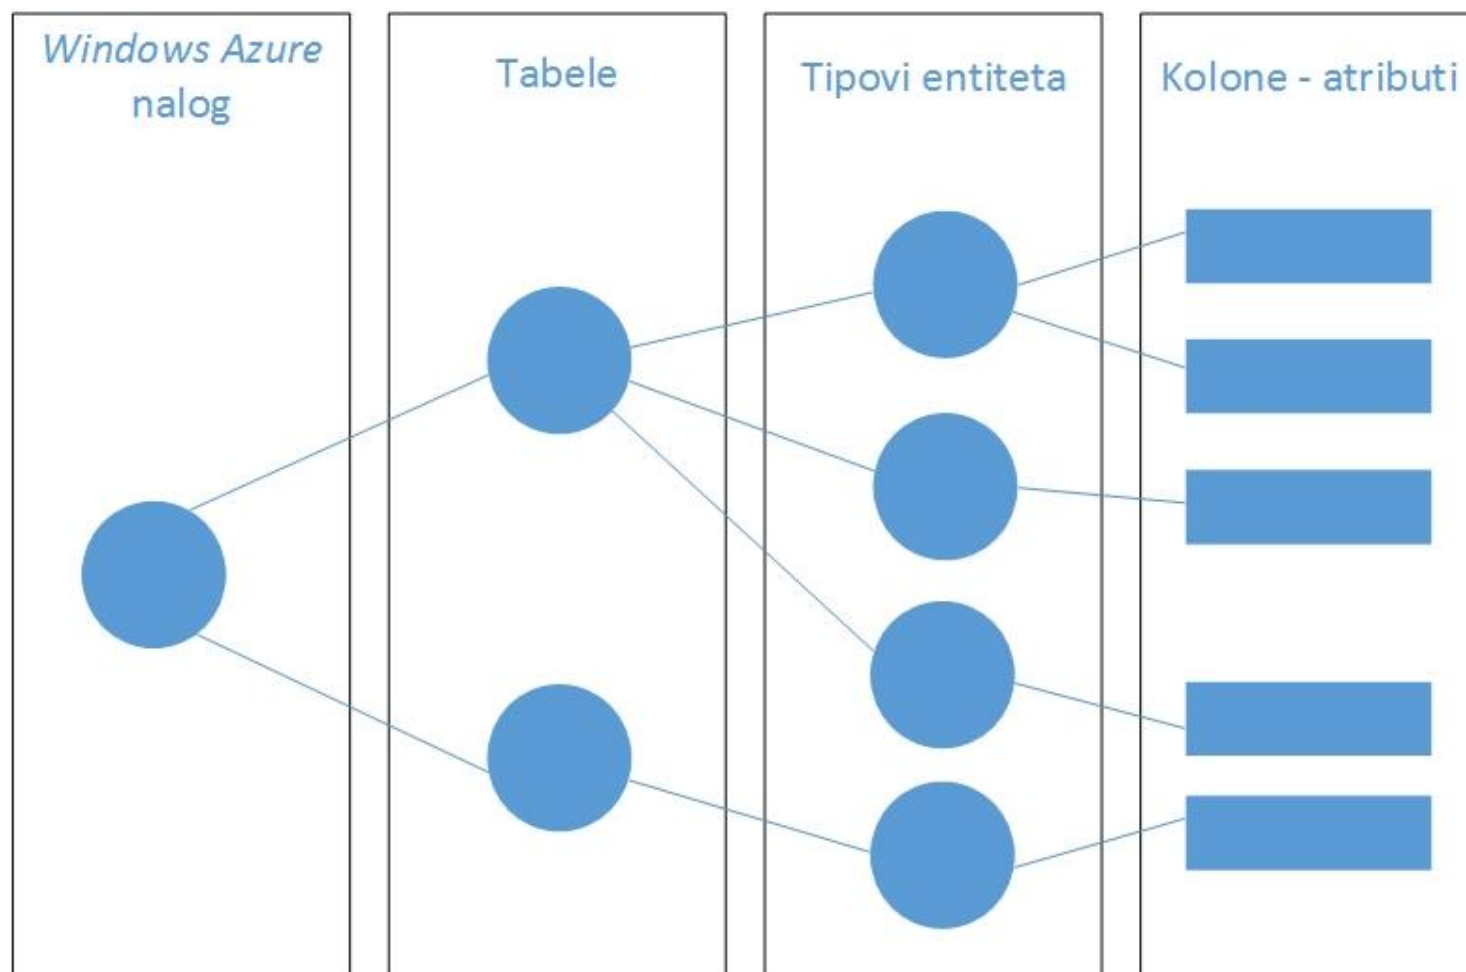 Windows Azure
nalog
Tabele
Tipovi entiteta
Kolone - atributi